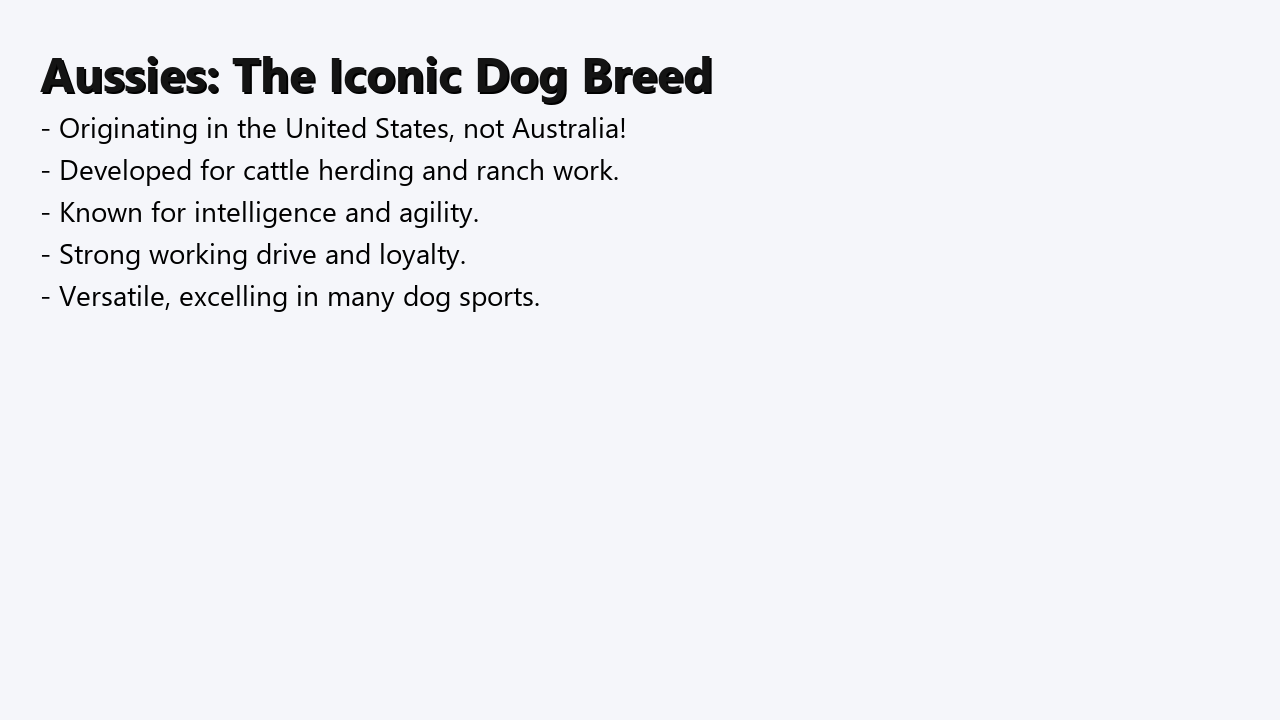 Aussies: The Iconic Dog Breed
- Originating in the United States, not Australia!
- Developed for cattle herding and ranch work.
- Known for intelligence and agility.
- Strong working drive and loyalty.
- Versatile, excelling in many dog sports.